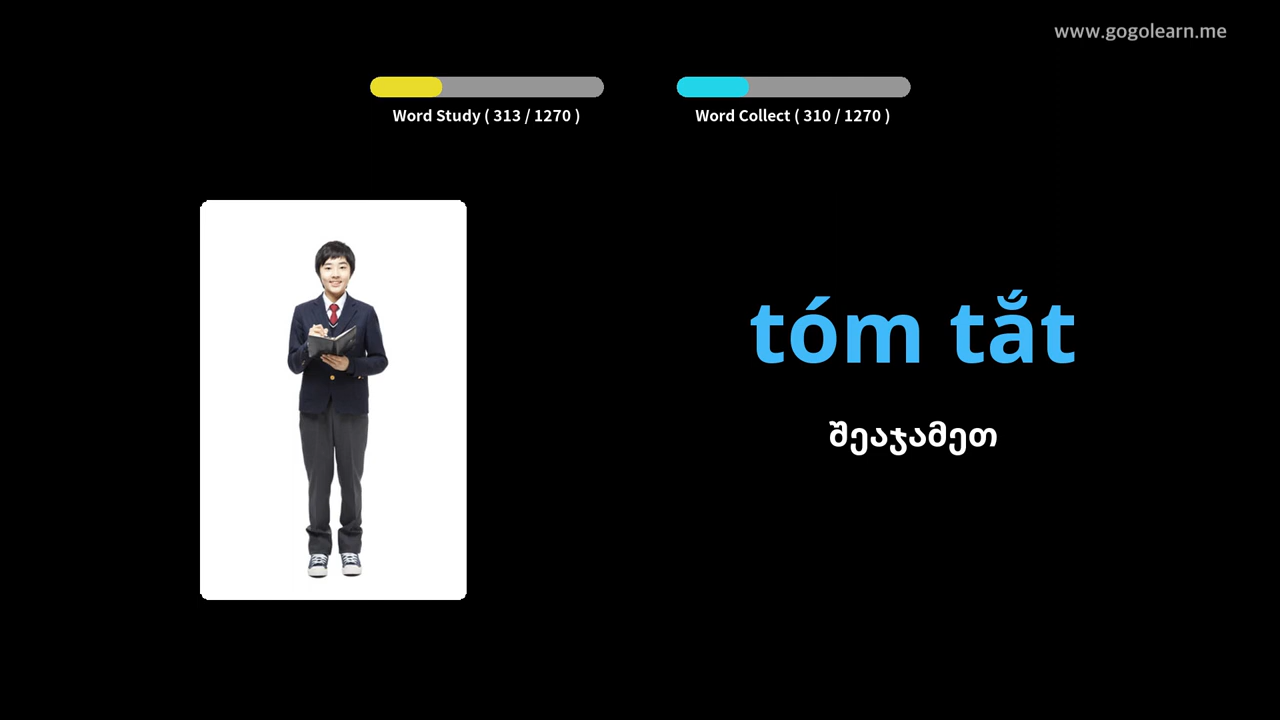 www.gogolearn.me
Word Study ( 313 / 1270 )
Word Collect ( 310 / 1270 )
tóm tắt
შეაჯამეთ